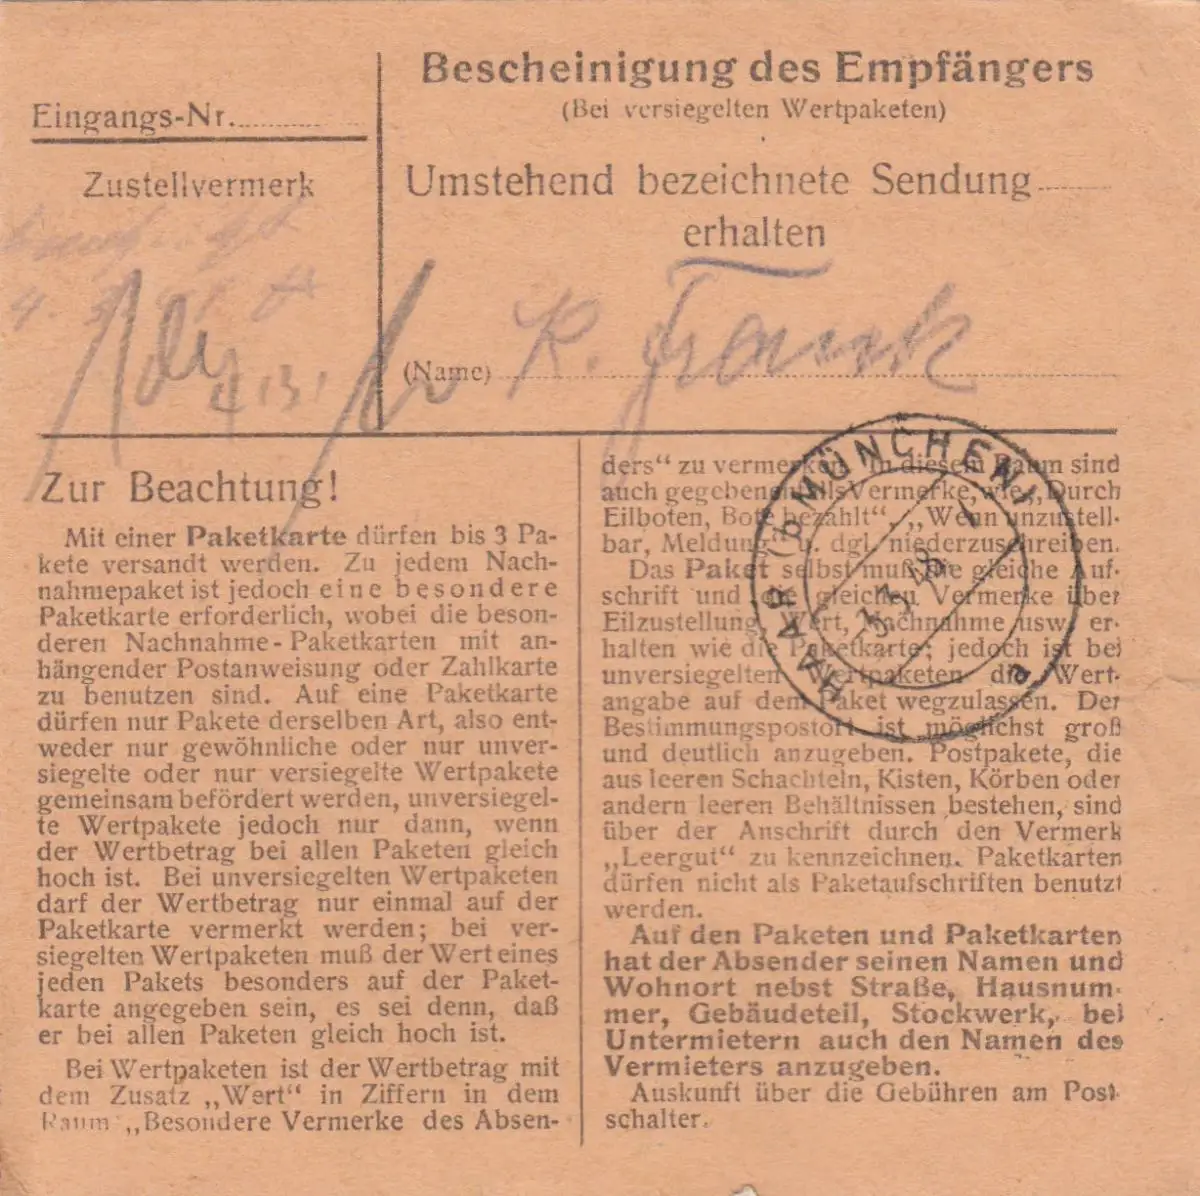 Bescheinigung des Empfängers
(Bei versiegelten Wertpaketen)
Eingangs-Nr.
Zustellvermerk
Umstehend bezeichnete Sendung
erhalten
(Name) K. Frank
Zur Beachtung!
Mit einer Paketkarte dürfen bis 3 Pa-
kete versandt werden. Zu jedem Nach-
nahmepaket ist jedoch eine besondere
Paketkarte erforderlich, wobei die beson-
deren Nachnahme-Paketkarten mit an-
hängender Postanweisung oder Zahlkarte
zu benutzen sind. Auf eine Paketkarte
dürfen nur Pakete derselben Art, also ent-
weder nur gewöhnliche oder nur unver-
siegelte oder nur versiegelte Wertpakete
gemeinsam befördert werden, unversiegel-
te Wertpakete jedoch nur dann, wenn
der Wertbetrag bei allen Paketen gleich
hoch ist. Bei unversiegelten Wertpaketen
darf der Wertbetrag nur einmal auf der
Paketkarte vermerkt werden; bei ver-
siegelten Wertpaketen muß der Wert eines
jeden Pakets besonders auf der Paket-
karte angegeben sein, es sei denn, daß
er bei allen Paketen gleich hoch ist.
Bei Wertpaketen ist der Wertbetrag mit
dem Zusatz „Wert“ in Ziffern in dem
Raum „Besondere Vermerke des Absen-
ders“ zu vermerken. In diesem Raum sind
auch gegebenenfalls Vermerke, wie „Durch
Eilboten, Bote bezahlt“, „Wenn unzustell-
bar, Meldung“ u. dgl. niederzuschreiben.
Das Paket selbst muß die gleiche Auf-
schrift und die gleichen Vermerke über
Eilzustellung, Wert, Nachnahme usw. er-
halten wie die Paketkarte; jedoch ist bei
unversiegelten Wertpaketen die Wert-
angabe auf dem Paket wegzulassen. Der
Bestimmungspostort ist möglichst groß
und deutlich anzugeben. Postpakete, die
aus leeren Schachteln, Kisten, Körben oder
andern leeren Behältnissen bestehen, sind
über der Anschrift durch den Vermerk
„Leergut“ zu kennzeichnen. Paketkarten
dürfen nicht als Paketaufschriften benutzt
werden.
Auf den Paketen und Paketkarten
hat der Absender seinen Namen und
Wohnort nebst Straße, Hausnum-
mer, Gebäudeteil, Stockwerk, bei
Untermietern auch den Namen des
Vermieters anzugeben.
Auskunft über die Gebühren am Post-
schalter.
HAAR (b MÜNCHEN)
a